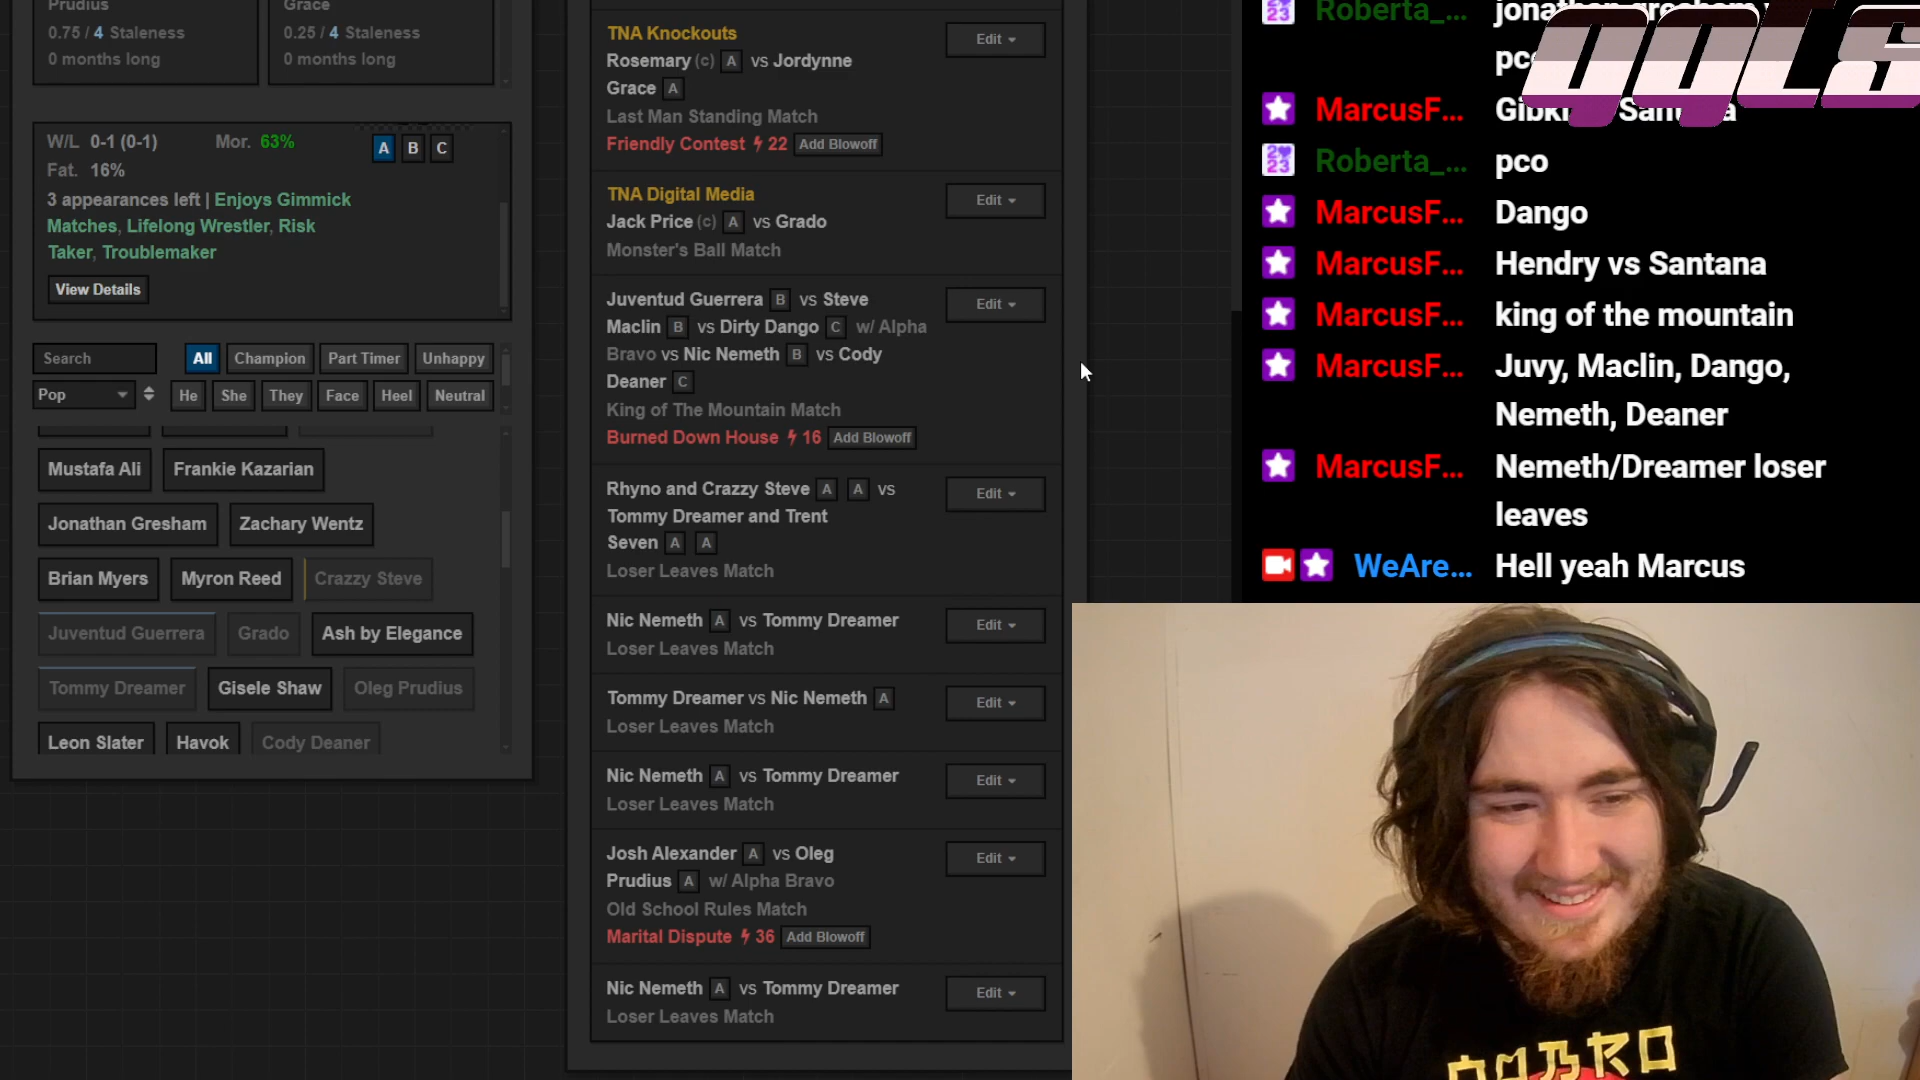 Prudius
0.75 / 4 Staleness
0 months long
Grace
0.25 / 4 Staleness
0 months long
W/L 0-1 (0-1) Mor. 63%
A B C
Fat. 16%
3 appearances left | Enjoys Gimmick
Matches, Lifelong Wrestler, Risk
Taker, Troublemaker
View Details
Search All Champion Part Timer Unhappy
Pop He She They Face Heel Neutral
Mustafa Ali Frankie Kazarian
Jonathan Gresham Zachary Wentz
Brian Myers Myron Reed Crazzy Steve
Juventud Guerrera Grado Ash by Elegance
Tommy Dreamer Gisele Shaw Oleg Prudius
Leon Slater Havok Cody Deaner
TNA Knockouts Edit
Rosemary (c) A vs Jordynne
Grace A
Last Man Standing Match
Friendly Contest 22 Add Blowoff
TNA Digital Media Edit
Jack Price (c) A vs Grado
Monster's Ball Match
Juventud Guerrera B vs Steve Edit
Maclin B vs Dirty Dango C w/ Alpha
Bravo vs Nic Nemeth B vs Cody
Deaner C
King of The Mountain Match
Burned Down House 16 Add Blowoff
Rhyno and Crazzy Steve A A vs Edit
Tommy Dreamer and Trent
Seven A A
Loser Leaves Match
Nic Nemeth A vs Tommy Dreamer Edit
Loser Leaves Match
Tommy Dreamer vs Nic Nemeth A Edit
Loser Leaves Match
Nic Nemeth A vs Tommy Dreamer Edit
Loser Leaves Match
Josh Alexander A vs Oleg Edit
Prudius A w/ Alpha Bravo
Old School Rules Match
Marital Dispute 36 Add Blowoff
Nic Nemeth A vs Tommy Dreamer Edit
Loser Leaves Match
Roberta_... jonathan gresham
MarcusF...
Roberta_... pco
MarcusF... Dango
MarcusF... Hendry vs Santana
MarcusF... king of the mountain
MarcusF... Juvy, Maclin, Dango,
Nemeth, Deaner
MarcusF... Nemeth/Dreamer loser
leaves
WeAre... Hell yeah Marcus